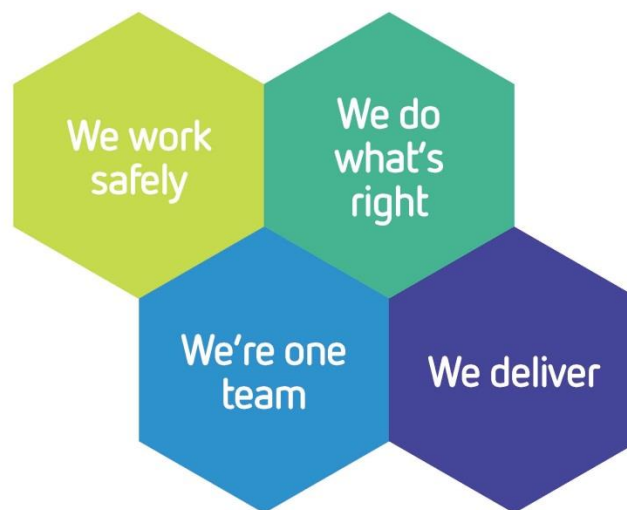 We work
safely
We do
what's
right
We’re one
team
We deliver